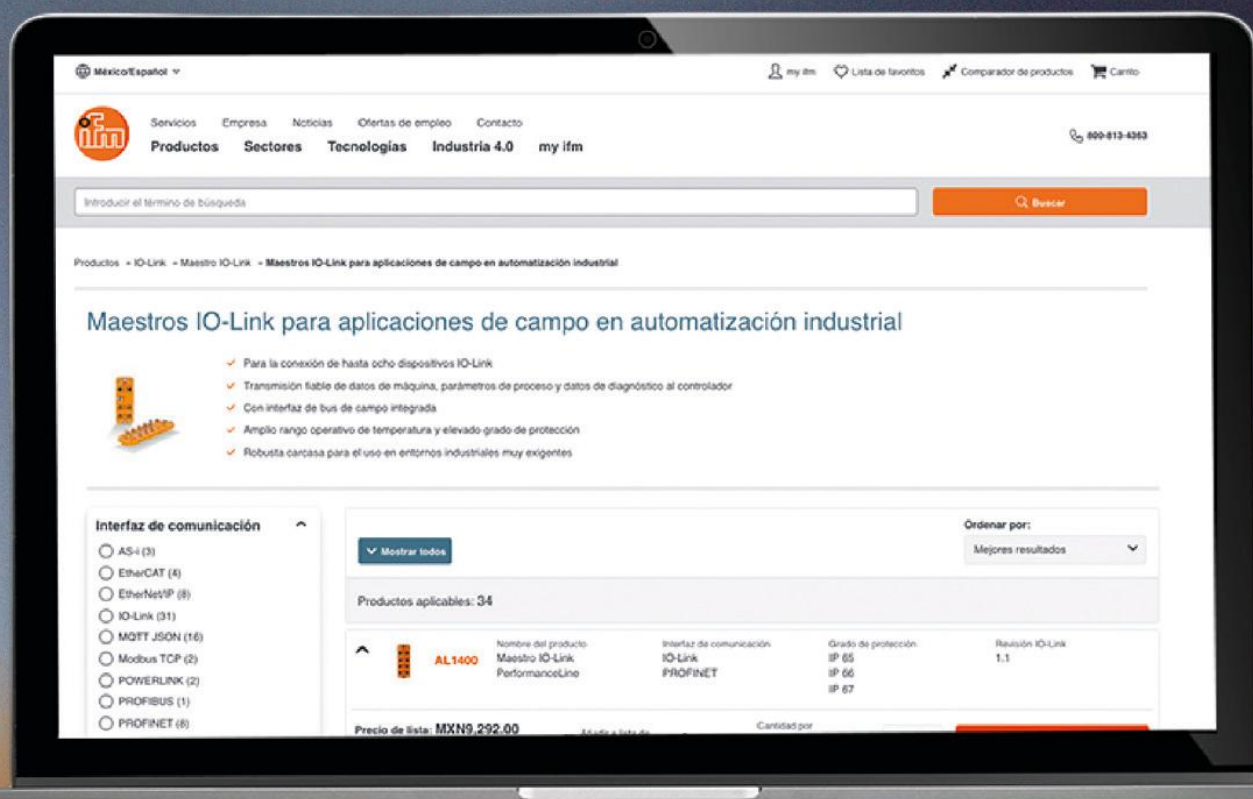 México/Español
my ifm Lista de favoritos Comparador de productos Carrito
ifm
Servicios Empresa Noticias Ofertas de empleo Contacto
800-813-4353
Productos Sectores Tecnologías Industria 4.0 my ifm
Introducir el término de búsqueda
Buscar
Productos IO-Link Maestro IO-Link Maestros IO-Link para aplicaciones de campo en automatización industrial
Maestros IO-Link para aplicaciones de campo en automatización industrial
Para la conexión de hasta ocho dispositivos IO-Link
Transmisión fiable de datos de máquina, parámetros de proceso y datos de diagnóstico al controlador
Con interfaz de bus de campo integrada
Amplio rango operativo de temperatura y elevado grado de protección
Robusta carcasa para el uso en entornos industriales muy exigentes
Interfaz de comunicación
AS-i (3)
EtherCAT (4)
EtherNet/IP (8)
IO-Link (31)
MQTT JSON (16)
Modbus TCP (2)
POWERLINK (2)
PROFIBUS (1)
PROFINET (8)
Ordenar por:
Mostrar todos
Mejores resultados
Productos aplicables: 34
AL1400
Nombre del producto
Maestro IO-Link
PerformanceLine
Interfaz de comunicación
IO-Link
PROFINET
Grado de protección
IP 65
IP 66
IP 67
Revisión IO-Link
1.1
Precio de lista: MXN9,292.00
Cantidad por